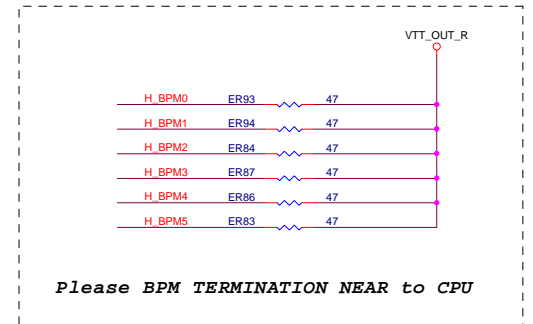 VTT_OUT_R
H_BPM0 ER93 47
H_BPM1 ER94 47
H_BPM2 ER84 47
H_BPM3 ER87 47
H_BPM4 ER86 47
H_BPM5 ER83 47
Please BPM TERMINATION NEAR to CPU